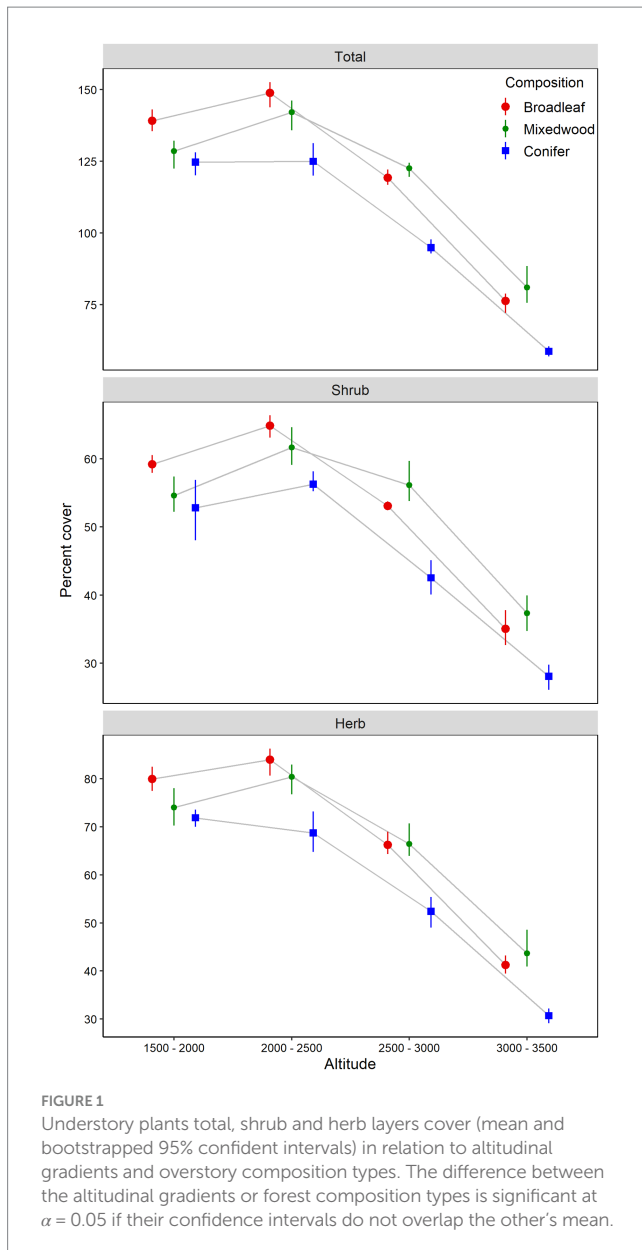 Total
150
125
100
75
Composition
Broadleaf
Mixedwood
Conifer
Shrub
60
50
40
30
Percent cover
Herb
80
70
60
50
40
30
1500 - 2000
2000 - 2500
2500 - 3000
3000 - 3500
Altitude
FIGURE 1
Understory plants total, shrub and herb layers cover (mean and
bootstrapped 95% confident intervals) in relation to altitudinal
gradients and overstory composition types. The difference between
the altitudinal gradients or forest composition types is significant at
α = 0.05 if their confidence intervals do not overlap the other’s mean.